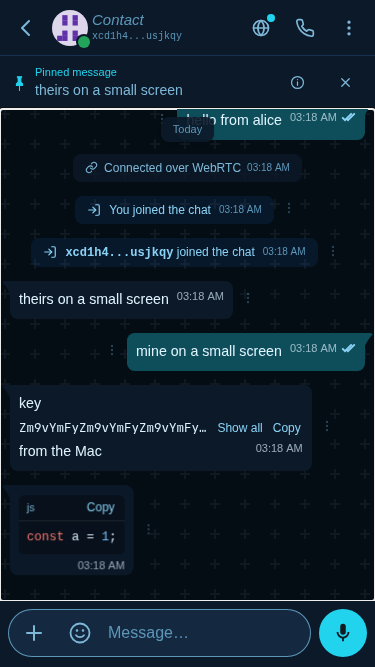 Contact
xcd1h4...usjkqy
Pinned message
theirs on a small screen
hello from alice 03:18 AM
Today
Connected over WebRTC 03:18 AM
You joined the chat 03:18 AM
xcd1h4...usjkqy joined the chat 03:18 AM
theirs on a small screen 03:18 AM
mine on a small screen 03:18 AM
key
Zm9vYmFyZm9vYmFyZm9vYmFy… Show all Copy
from the Mac 03:18 AM
js Copy
const a = 1;
03:18 AM
Message…